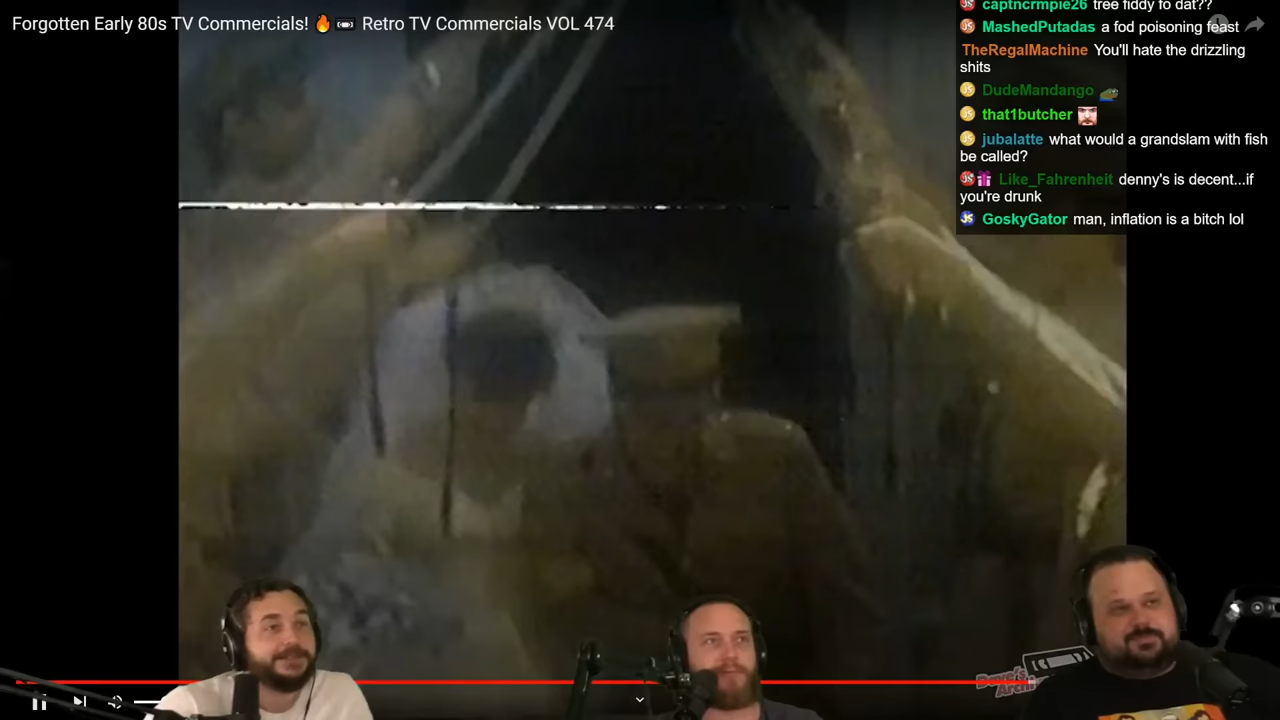 Forgotten Early 80s TV Commercials! 🔥📼 Retro TV Commercials VOL 474
captncrmpie26 tree fiddy fo dat??
MashedPutadas a fod poisoning feast
TheRegalMachine You'll hate the drizzling
shits
DudeMandango
that1butcher
jubalatte what would a grandslam with fish
be called?
Like_Fahrenheit denny's is decent...if
you're drunk
GoskyGator man, inflation is a bitch lol
Dave's